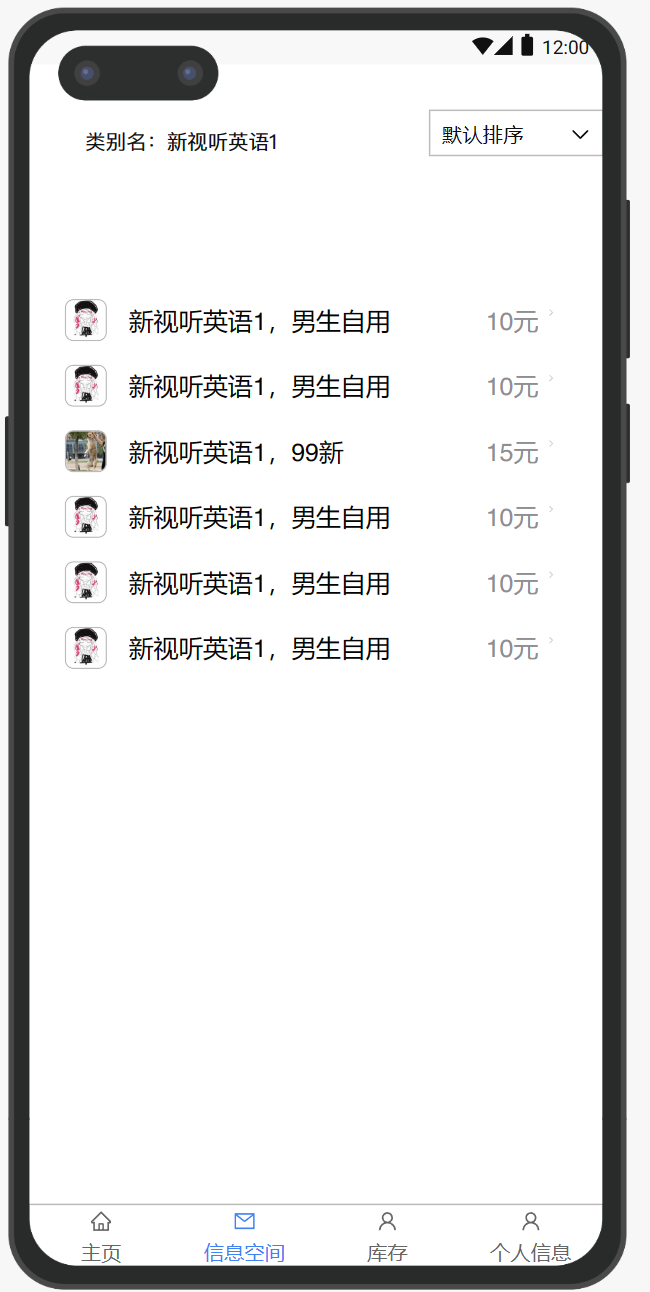 12:00
类别名：新视听英语1
默认排序
新视听英语1，男生自用 10元
新视听英语1，男生自用 10元
新视听英语1，99新 15元
新视听英语1，男生自用 10元
新视听英语1，男生自用 10元
新视听英语1，男生自用 10元
主页 信息空间 库存 个人信息